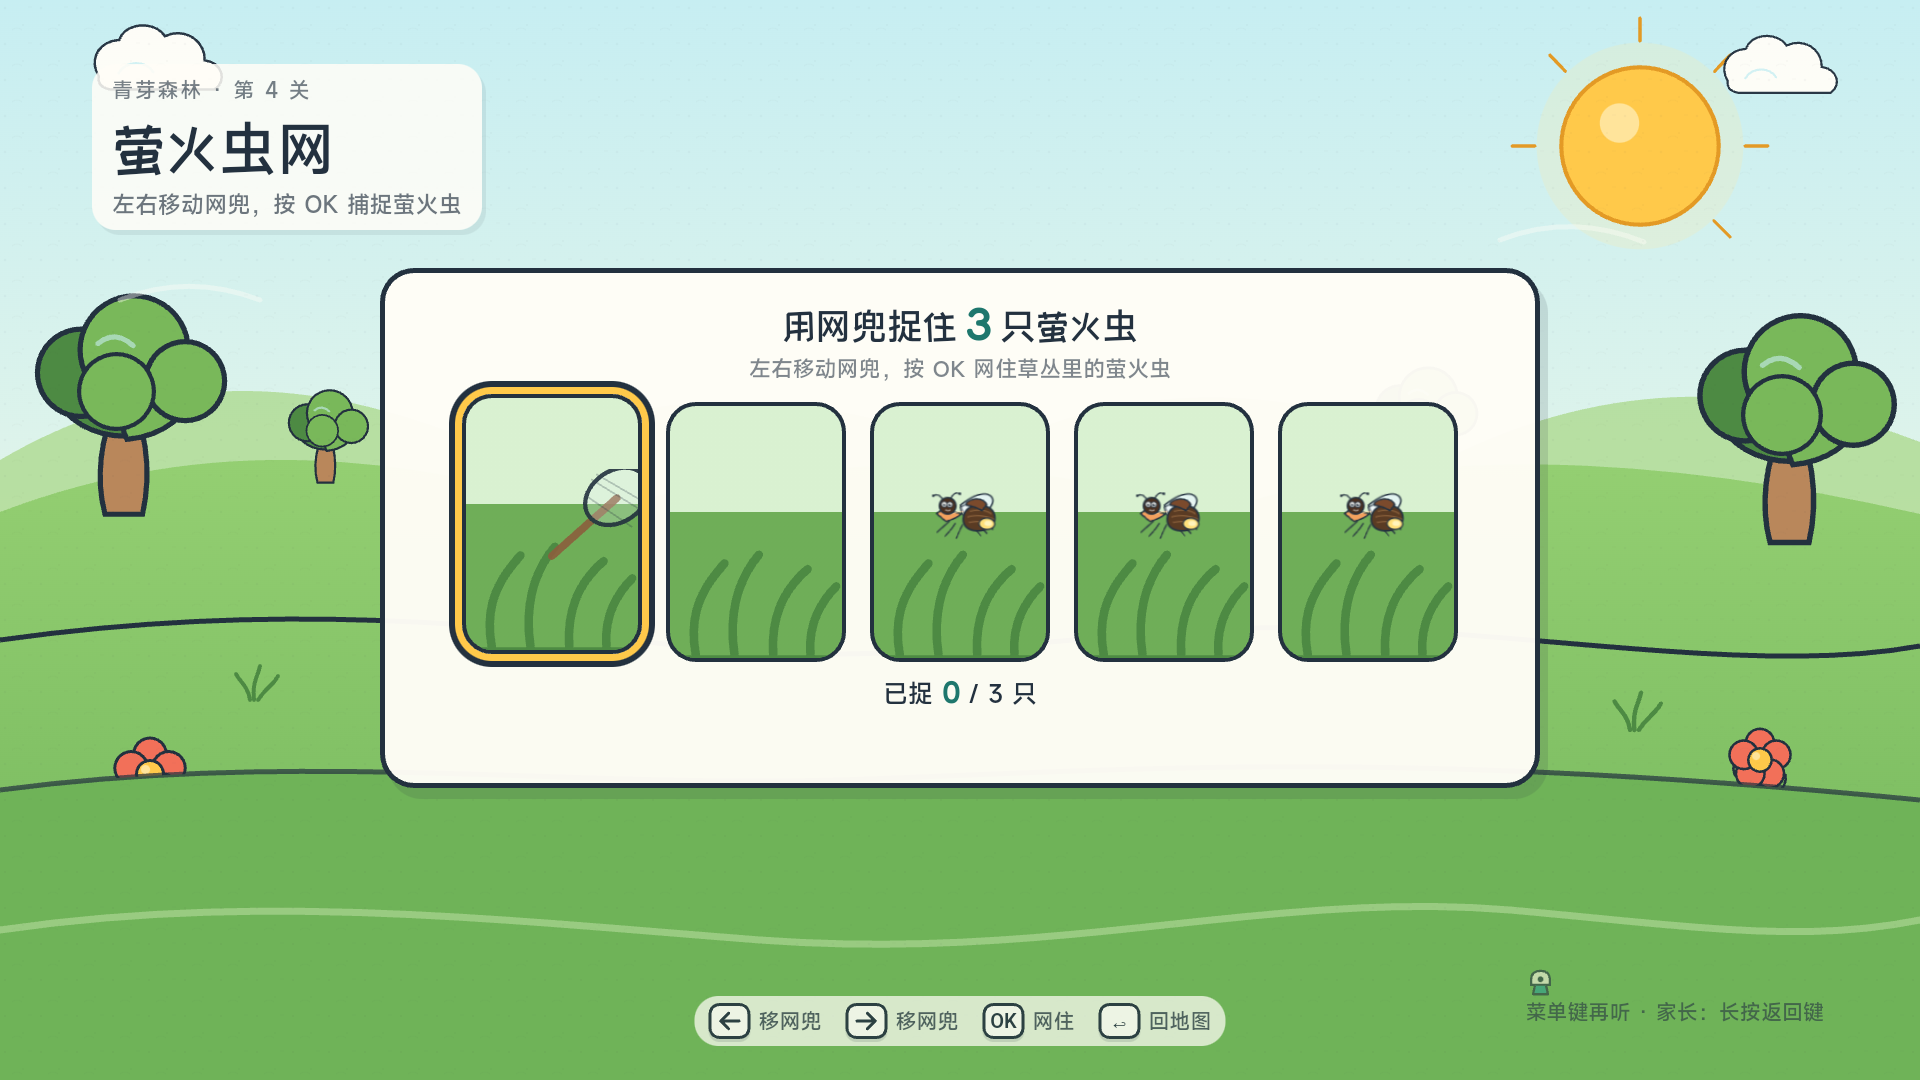 青芽森林 · 第 4 关
萤火虫网
左右移动网兜，按 OK 捕捉萤火虫
用网兜捉住 3 只萤火虫
左右移动网兜，按 OK 网住草丛里的萤火虫
已捉 0 / 3 只
← 移网兜 → 移网兜 OK 网住 ↩ 回地图
菜单键再听 · 家长：长按返回键